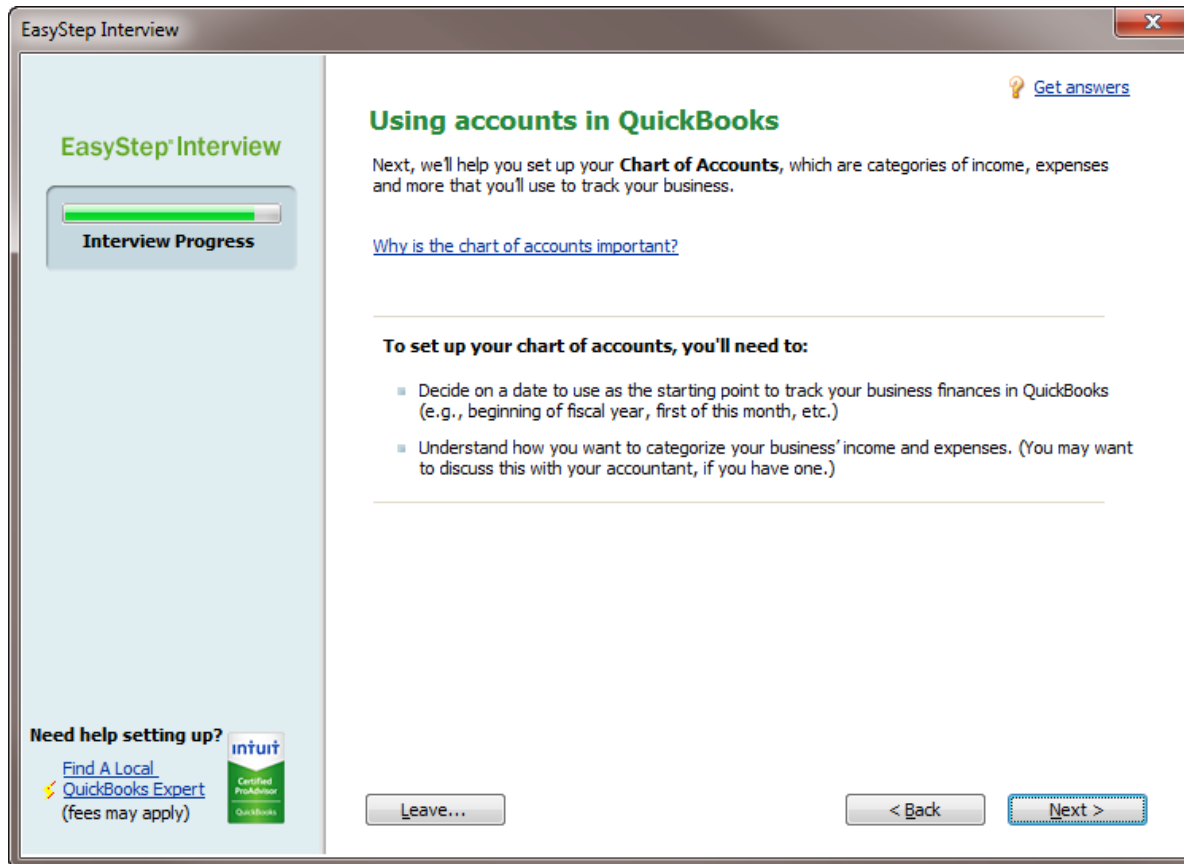 EasyStep Interview
Get answers
EasyStep® Interview
Interview Progress
Using accounts in QuickBooks
Next, we'll help you set up your Chart of Accounts, which are categories of income, expenses
and more that you'll use to track your business.
Why is the chart of accounts important?
To set up your chart of accounts, you'll need to:
Decide on a date to use as the starting point to track your business finances in QuickBooks
(e.g., beginning of fiscal year, first of this month, etc.)
Understand how you want to categorize your business' income and expenses. (You may want
to discuss this with your accountant, if you have one.)
Need help setting up?
Find A Local
QuickBooks Expert
(fees may apply)
intuit
Certified
ProAdvisor
QuickBooks
Leave...
< Back
Next >